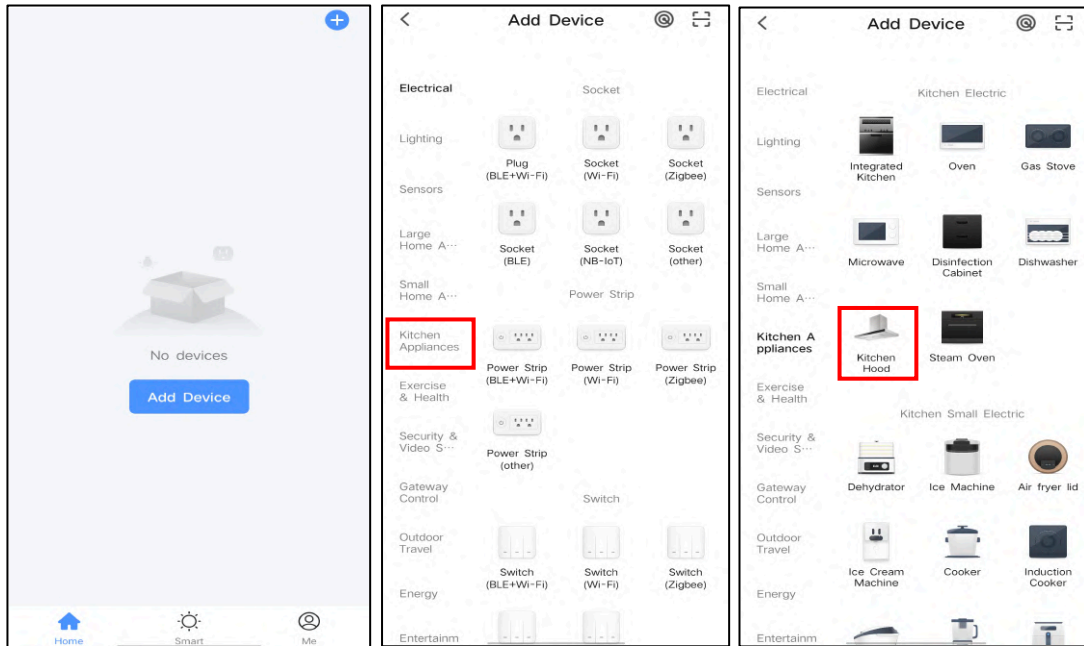 No devices
Add Device
Home
Smart
Me
Add Device
Electrical
Lighting
Sensors
Large
Home A…
Small
Home A…
Kitchen
Appliances
Exercise
& Health
Security &
Video S…
Gateway
Control
Outdoor
Travel
Energy
Entertainm
Socket
Plug
(BLE+Wi-Fi)
Socket
(Wi-Fi)
Socket
(Zigbee)
Socket
(BLE)
Socket
(NB-IoT)
Socket
(other)
Power Strip
Power Strip
(BLE+Wi-Fi)
Power Strip
(Wi-Fi)
Power Strip
(Zigbee)
Power Strip
(other)
Switch
Switch
(BLE+Wi-Fi)
Switch
(Wi-Fi)
Switch
(Zigbee)
Add Device
Electrical
Lighting
Sensors
Large
Home A…
Small
Home A…
Kitchen A
ppliances
Exercise
& Health
Security &
Video S…
Gateway
Control
Outdoor
Travel
Energy
Entertainm
Kitchen Electric
Integrated
Kitchen
Oven
Gas Stove
Microwave
Disinfection
Cabinet
Dishwasher
Kitchen
Hood
Steam Oven
Kitchen Small Electric
Dehydrator
Ice Machine
Air fryer lid
Ice Cream
Machine
Cooker
Induction
Cooker